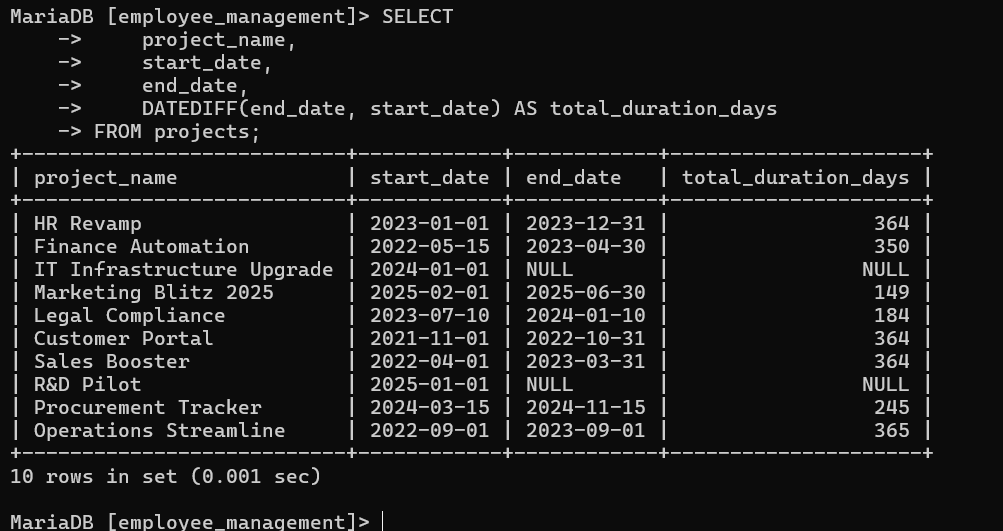 MariaDB [employee_management]> SELECT
    ->     project_name,
    ->     start_date,
    ->     end_date,
    ->     DATEDIFF(end_date, start_date) AS total_duration_days
    -> FROM projects;
+---------------------------+------------+------------+---------------------+
| project_name              | start_date | end_date   | total_duration_days |
+---------------------------+------------+------------+---------------------+
| HR Revamp                 | 2023-01-01 | 2023-12-31 |                 364 |
| Finance Automation        | 2022-05-15 | 2023-04-30 |                 350 |
| IT Infrastructure Upgrade | 2024-01-01 | NULL       |                NULL |
| Marketing Blitz 2025      | 2025-02-01 | 2025-06-30 |                 149 |
| Legal Compliance          | 2023-07-10 | 2024-01-10 |                 184 |
| Customer Portal           | 2021-11-01 | 2022-10-31 |                 364 |
| Sales Booster             | 2022-04-01 | 2023-03-31 |                 364 |
| R&D Pilot                 | 2025-01-01 | NULL       |                NULL |
| Procurement Tracker       | 2024-03-15 | 2024-11-15 |                 245 |
| Operations Streamline     | 2022-09-01 | 2023-09-01 |                 365 |
+---------------------------+------------+------------+---------------------+
10 rows in set (0.001 sec)

MariaDB [employee_management]>